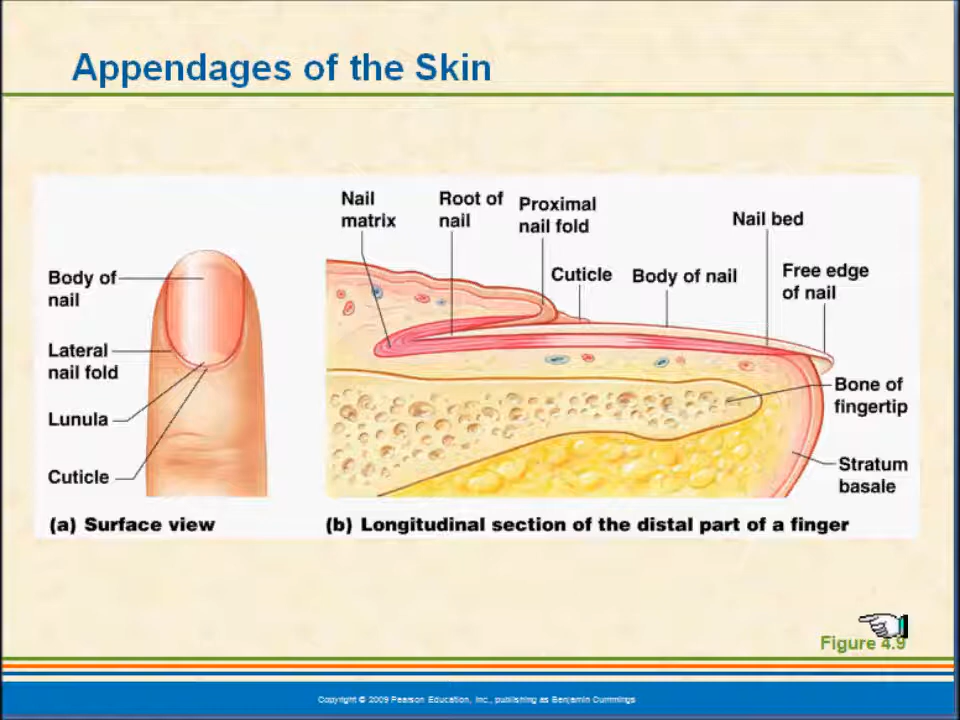 Appendages of the Skin
Nail
matrix
Root of
nail
Proximal
nail fold
Nail bed
Cuticle
Body of nail
Free edge
of nail
Body of
nail
Lateral
nail fold
Lunula
Cuticle
Bone of
fingertip
Stratum
basale
(a) Surface view
(b) Longitudinal section of the distal part of a finger
Figure 4.9
Copyright © 2009 Pearson Education, Inc., publishing as Benjamin Cummings